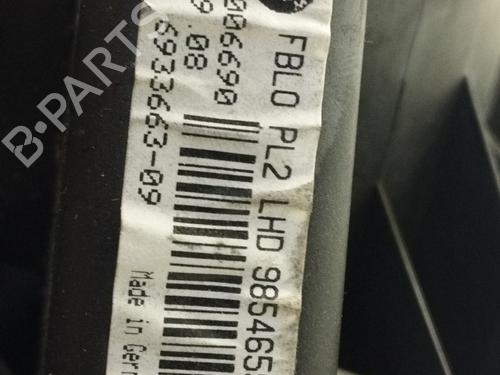 FBLO PL2 LHD 985465
006690
9.08
6933663-09
Made in Ger
B-PARTS